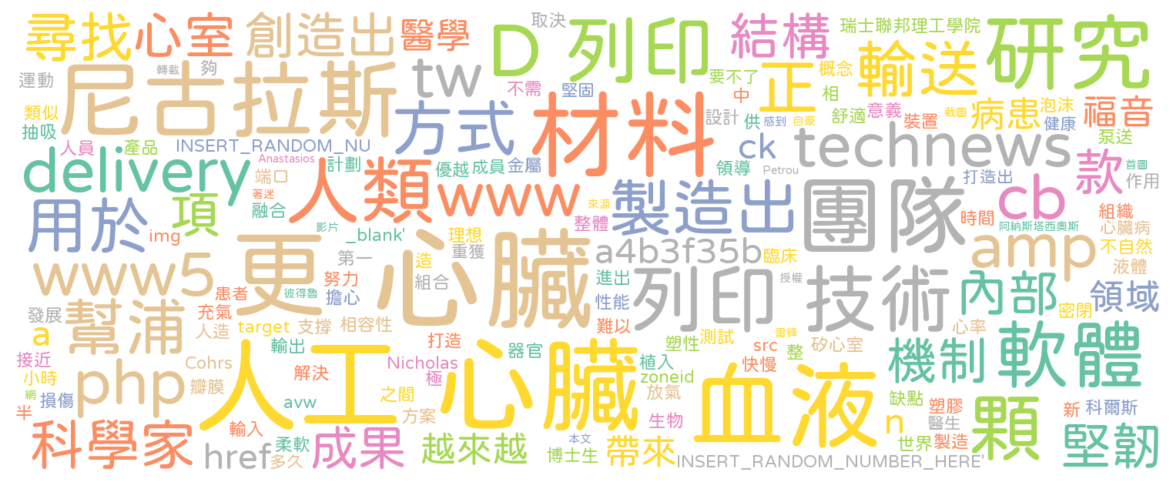 尋找 心室 創造出 醫學 取決 D 列印 結構 瑞士聯邦理工學院 研究
運動 轉載 夠 tw 不需 堅固 要不了 正 概念 輸送
類似 尼古拉斯 方式 材料 設計 供 中 相 舒適 意義 裝置 截圖 病患 泡沫 福音
抽吸 人員 產品 INSERT_RANDOM_NU 感到 自豪 健康 泵送
delivery Anastasios 計劃 優越 成員 金屬 領導 ck technews 首圖
端口 人類 www Petrou 打造出 款 作用
用於 項 融合 著迷 製造出 來源 團隊 cb 時間 組織
img 影片 _blank' 理想 整體 阿納斯塔西奧斯 心臟病
www5 更 心臟 第一 重獲 造 a4b3f35b 臨床 amp 不自然 液體
努力 組合 進出 列印 授權 技術 內部 領域
患者 彼得魯 擔心 性能 密閉
發展 a 幫浦 充氣 人造 target 支撐 相容性 難以 測試 雷鋒 心率 機制 軟體
接近 輸出 打造 塑性 src 整 矽心室
小時 php Cohrs 解決 Nicholas 器官 植入 快慢
網 損傷 瓣膜 avw 之間 極 人工心臟 zoneid 放氣 血液 缺點 塑膠 新 科爾斯
半 方案 生物 n 醫生 顆
科學家 輸入 柔軟 成果 越來越 本文 帶來 世界 製造 堅韌
href 多久 博士生 INSERT_RANDOM_NUMBER_HERE'